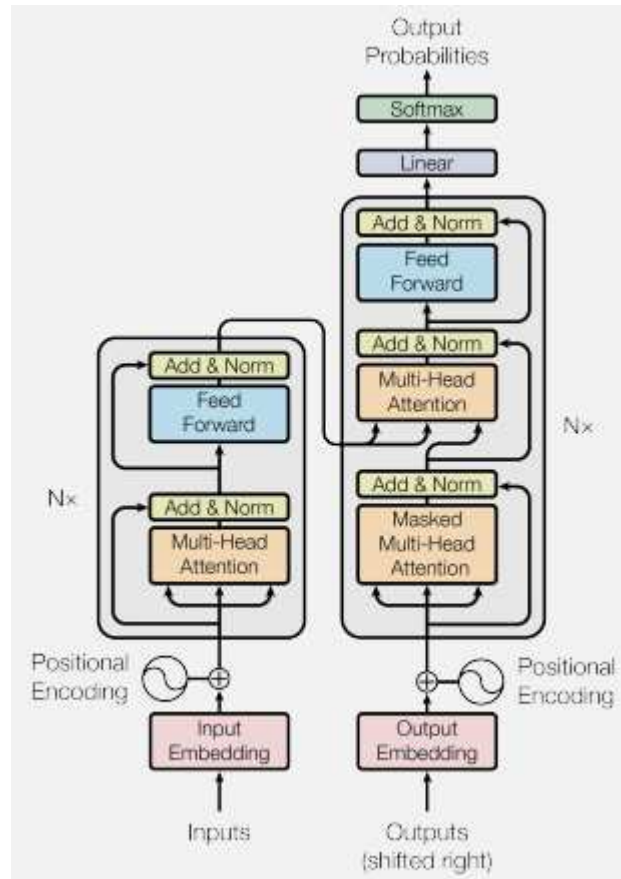 Output
Probabilities
Softmax
Linear
Add & Norm
Feed
Forward
Add & Norm
Multi-Head
Attention
Nx
Add & Norm
Masked
Multi-Head
Attention
Add & Norm
Feed
Forward
Nx
Add & Norm
Multi-Head
Attention
Positional
Encoding
Positional
Encoding
Input
Embedding
Output
Embedding
Inputs
Outputs
(shifted right)